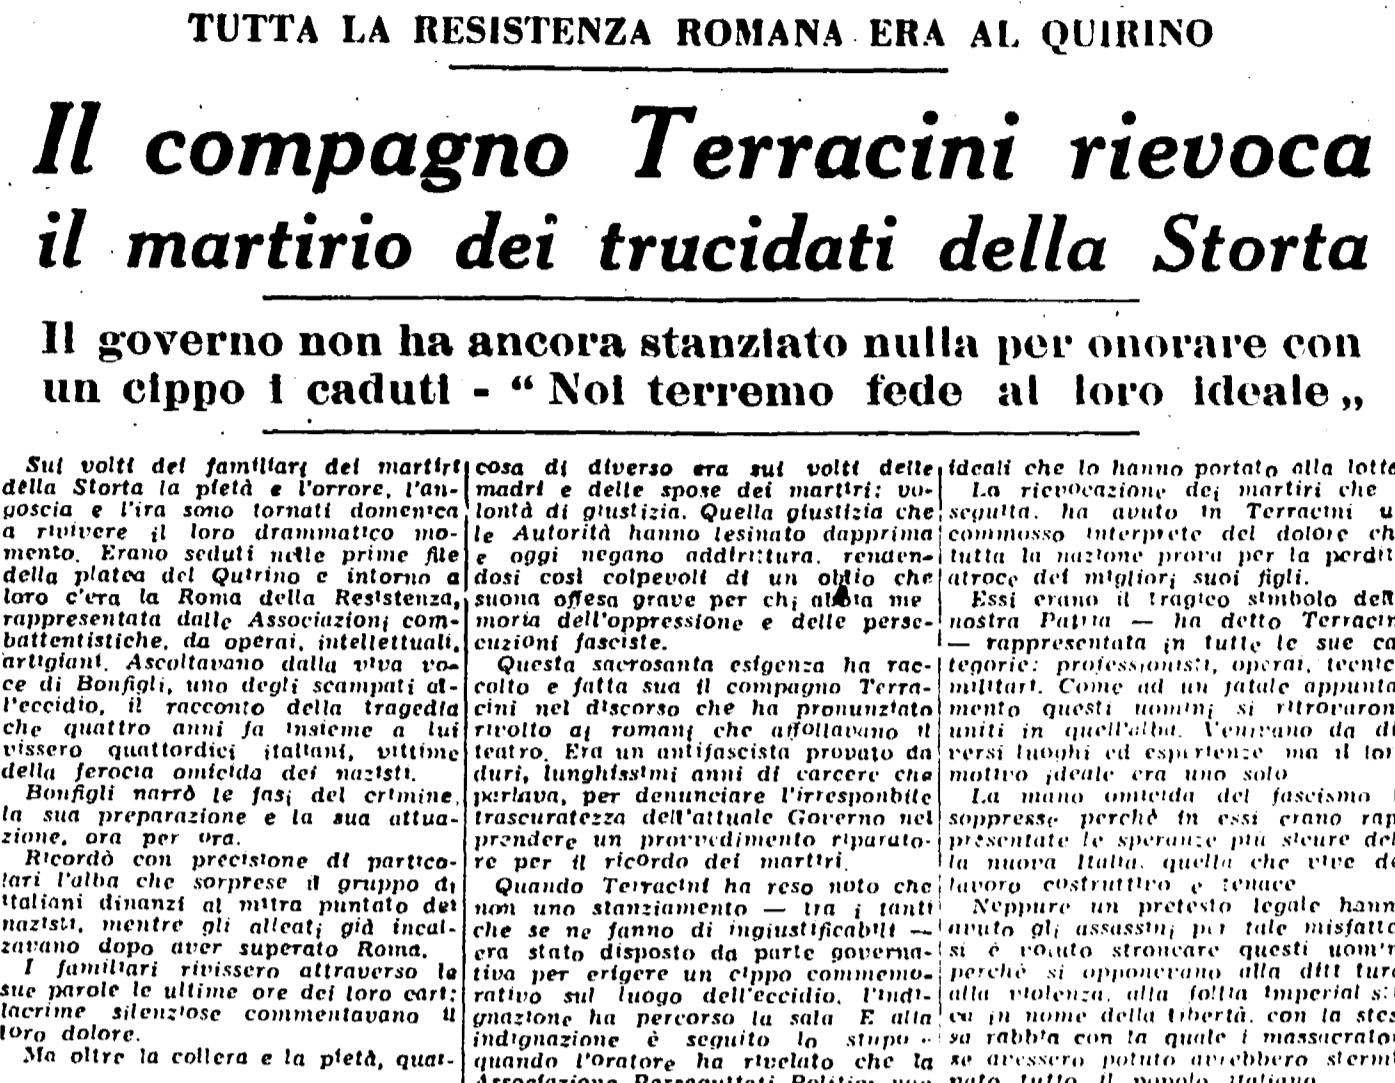 TUTTA LA RESISTENZA ROMANA ERA AL QUIRINO
Il compagno Terracini rievoca
il martirio dei trucidati della Storta
Il governo non ha ancora stanziato nulla per onorare con
un cippo i caduti - “ Noi terremo fede al loro ideale „
Sui volti dei familiari dei martiri
della Storta la pietà e l'orrore, l'an-
goscia e l'ira sono tornati domenica
a rivivere il loro drammatico mo-
mento. Erano seduti nelle prime file
della platea del Quirino e intorno a
loro c'era la Roma della Resistenza,
rappresentata dalle Associazioni com-
battentistiche, da operai, intellettuali,
artigiani. Ascoltavano dalla viva vo-
ce di Bonfigli, uno degli scampati al-
l'eccidio, il racconto della tragedia
che quattro anni fa insieme a lui
vissero quattordici italiani, vittime
della ferocia omicida dei nazisti.
Bonfigli narrò le fasi del crimine,
la sua preparazione e la sua attua-
zione, ora per ora.
Ricordò con precisione di partico-
lari l'alba che sorprese il gruppo di
italiani dinanzi al mitra puntato dei
nazisti, mentre gli alleati già incal-
zavano dopo aver superato Roma.
I familiari rivissero attraverso le
sue parole le ultime ore dei loro cari:
lacrime silenziose commentavano il
loro dolore.
Ma oltre la collera e la pietà, qual-
cosa di diverso era sui volti delle
madri e delle spose dei martiri: vo-
lontà di giustizia. Quella giustizia che
le Autorità hanno lesinato dapprima
e oggi negano addirittura, renden-
dosi così colpevoli di un oblio che
suona offesa grave per chi abbia me
moria dell'oppressione e delle perse-
cuzioni fasciste.
Questa sacrosanta esigenza ha rac-
colto e fatta sua il compagno Terra-
cini nel discorso che ha pronunziato
rivolto ai romani che affollavano il
teatro. Era un antifascista provato da
duri, lunghissimi anni di carcere che
parlava, per denunciare l'irresponbile
trascuratezza dell'attuale Governo nel
prendere un provvedimento riparato-
re per il ricordo dei martiri.
Quando Terracini ha reso noto che
non uno stanziamento — tra i tanti
che se ne fanno di ingiustificabili —
era stato disposto da parte governa-
tiva per erigere un cippo commemo-
rativo sul luogo dell'eccidio, l'indi-
gnazione ha percorso la sala E alla
indignazione è seguito lo stupo-
quando l'oratore ha rivelato che la
Associazione Perseguitati Politici non
ideali che lo hanno portato alla lotta
La rievocazione dei martiri che
seguita, ha avuto in Terracini u
commosso interprete del dolore ch
tutta la nazione prova per la perdit
atroce dei migliori suoi figli.
Essi erano il tragico simbolo dell
nostra Patria — ha detto Terracin
— rappresentata in tutte le sue ca
tegorie: professionisti, operai, tecnic
militari. Come ad un fatale appunta
mento questi uomini si ritrovaron
uniti in quell'alba. Venivano da di
versi luoghi ed esperienze ma il lor
motivo ideale era uno solo
La mano omicida del fascismo
soppresse perchè in essi erano rap
presentate le speranze più sicure del
la nuova Italia, quella che vive de
lavoro costruttivo e tenace
Neppure un pretesto legale hann
avuto gli assassini per tale misfatto
si è voluto stroncare questi uomin
perchè si opponevano alla ditt tura
alla violenza, alla follia imperial
cu in nome della libertà, con la stes
sa rabbia con la quale i massacrato
se avessero potuto avrebbero stermi
nato tutto il popolo italiano